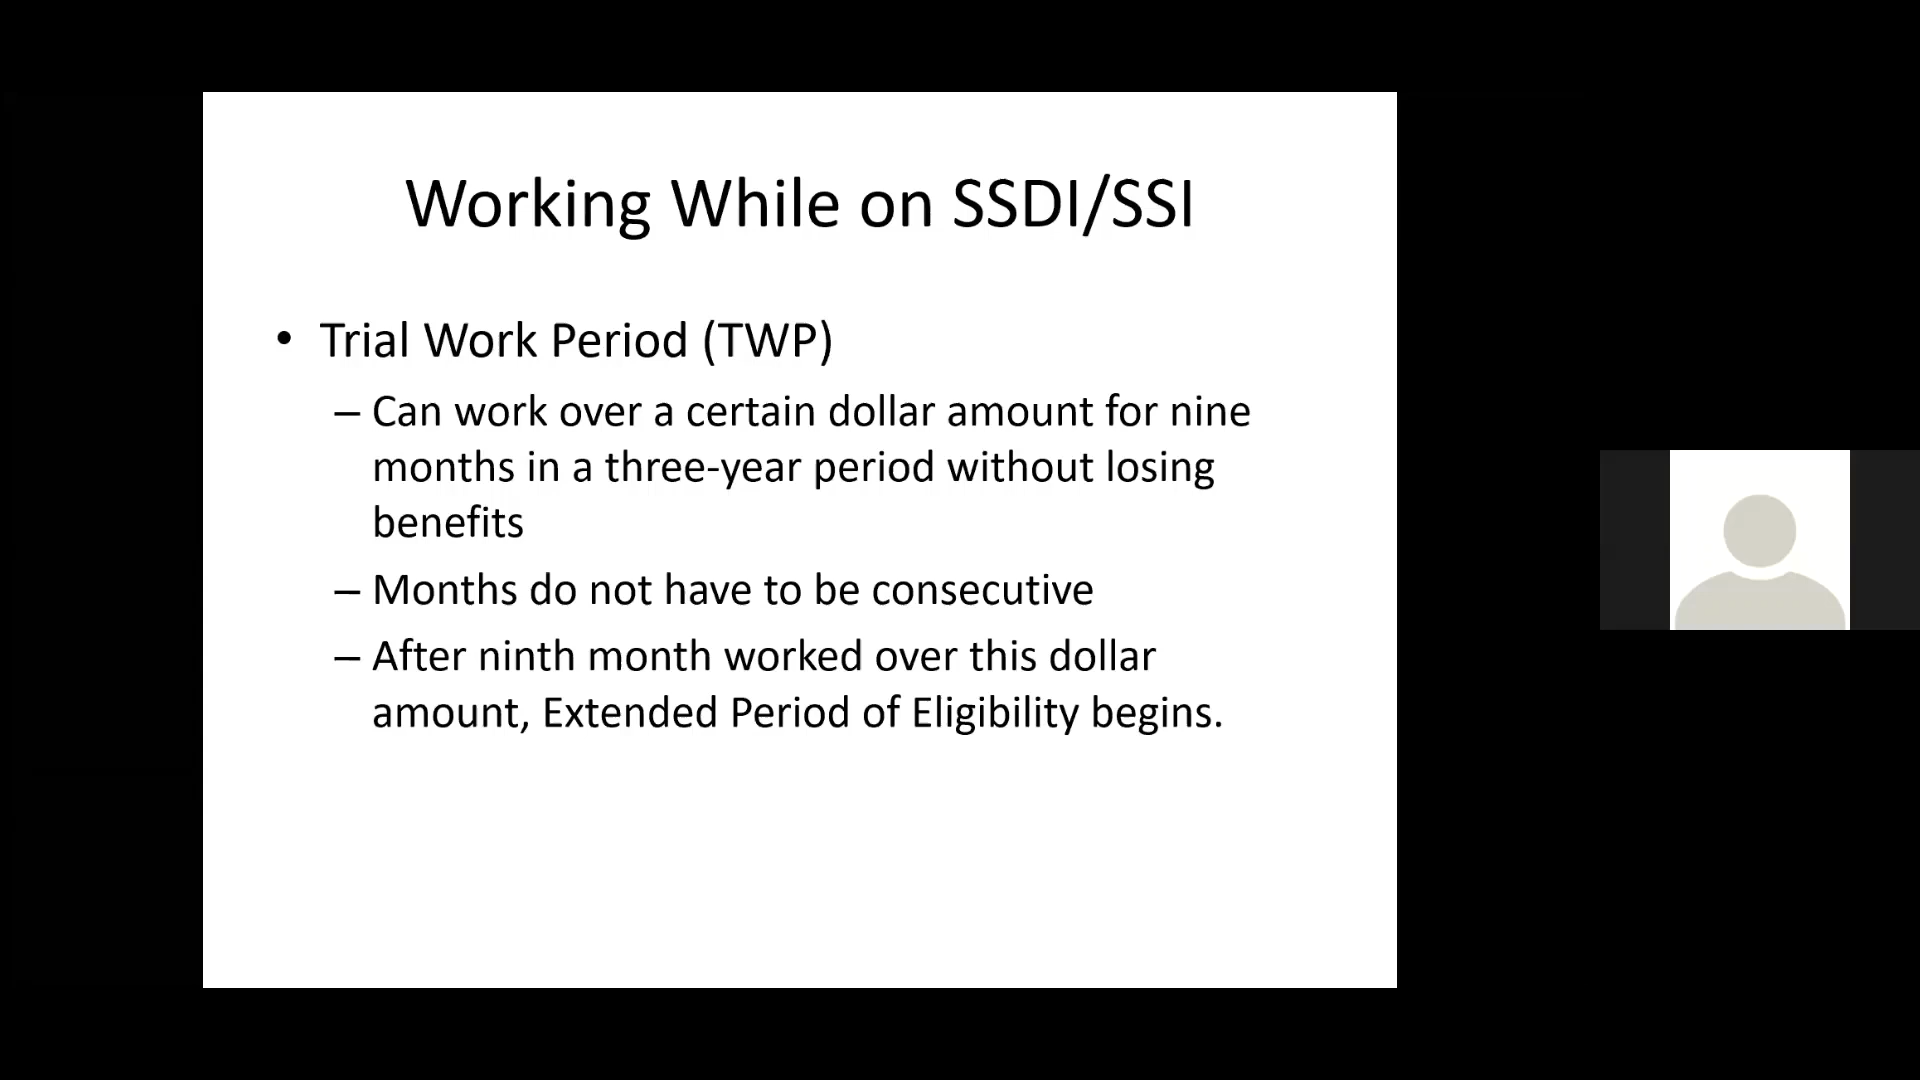 Working While on SSDI/SSI
• Trial Work Period (TWP)
– Can work over a certain dollar amount for nine
months in a three-year period without losing
benefits
– Months do not have to be consecutive
– After ninth month worked over this dollar
amount, Extended Period of Eligibility begins.